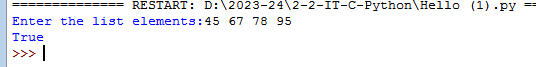 ============== RESTART: D:\2023-24\2-2-IT-C-Python\Hello (1).py ==
Enter the list elements:45 67 78 95
True
>>>